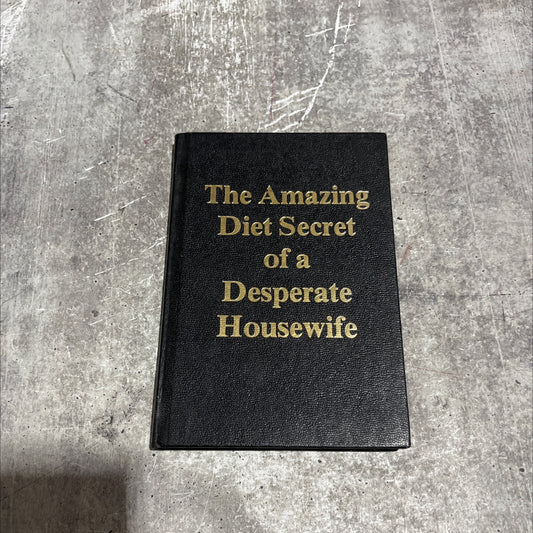 The Amazing
Diet Secret
of a
Desperate
Housewife